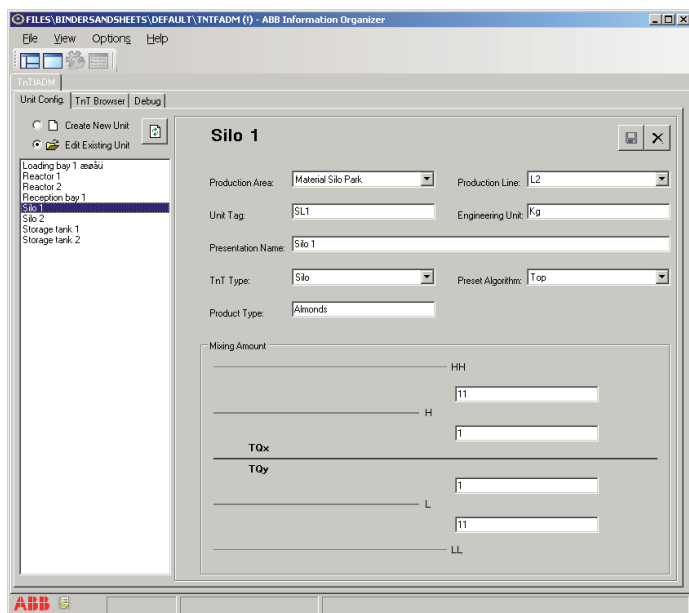 FILES\BINDERSANDSHEETS\DEFAULT\TNTFADM (!) - ABB Information Organizer
File View Options Help
TnTfADM
Unit Config. TnT Browser Debug
Create New Unit
Edit Existing Unit
Loading bay 1 æøåü
Reactor 1
Reactor 2
Reception bay 1
Silo 1
Silo 2
Storage tank 1
Storage tank 2
Silo 1
Production Area: Material Silo Park Production Line: L2
Unit Tag: SL1 Engineering Unit: Kg
Presentation Name: Silo 1
TnT Type: Silo Preset Algorithm: Top
Product Type: Almonds
Mixing Amount
HH
11
H
1
TQx
TQy
1
L
11
LL
ABB